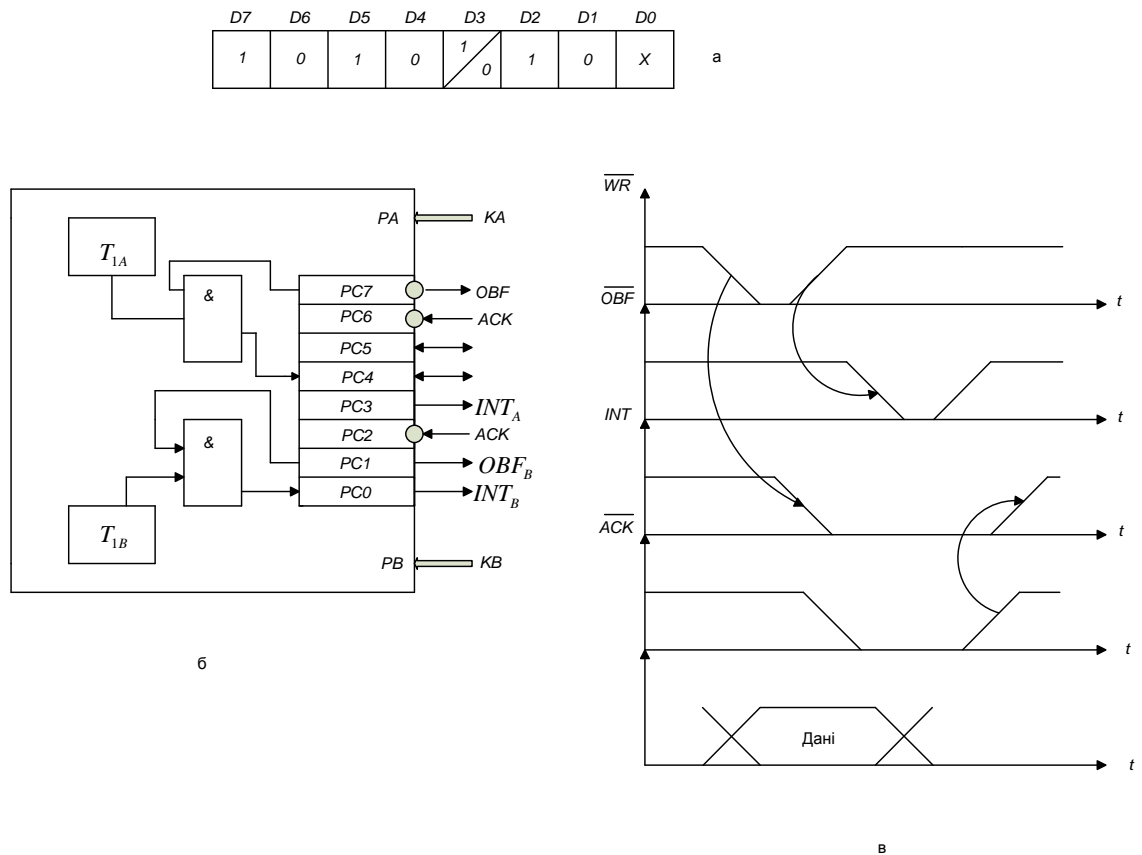 D7 D6 D5 D4 D3 D2 D1 D0
1 0 1 0 1/0 1 0 X
а
PA KA
T1A
&
PC7 OBF
PC6 ACK
PC5
PC4
PC3 INTA
PC2 ACK
PC1 OBFB
PC0 INTB
&
T1B
PB KB
б
WR
OBF t
INT t
ACK t
t
Дані
t
в